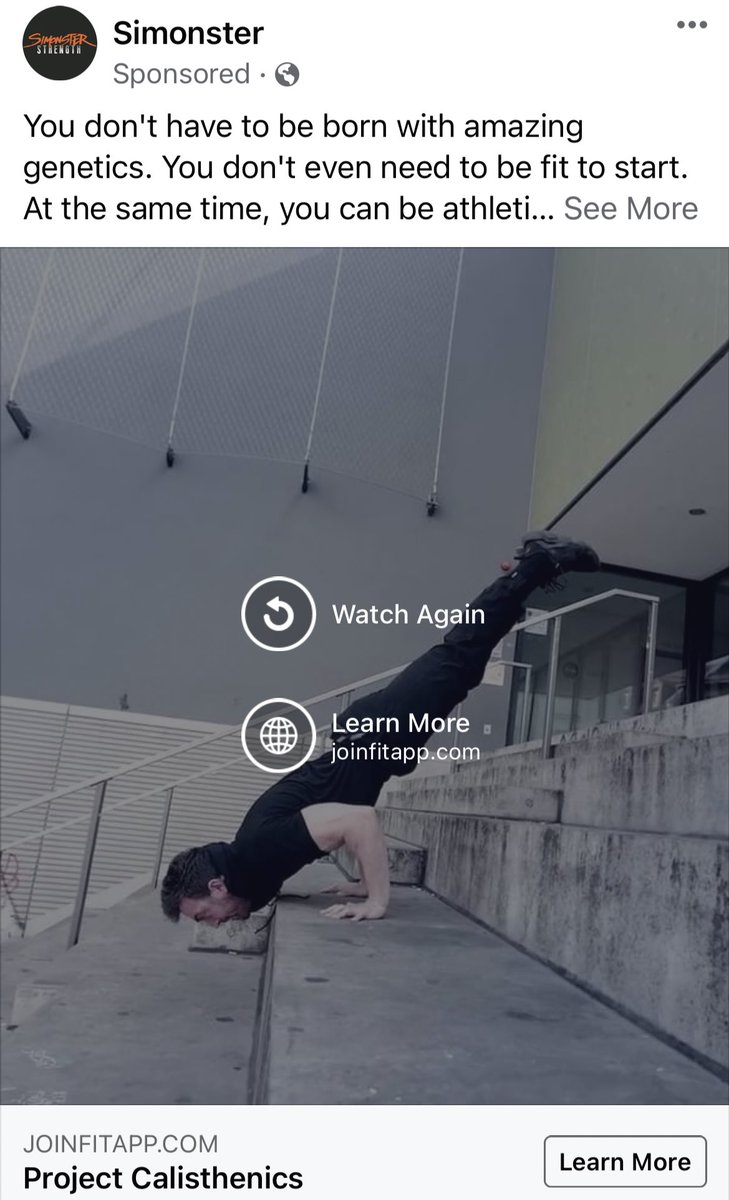 SIMONSTER
STRENGTH
Simonster
Sponsored ·
You don't have to be born with amazing
genetics. You don't even need to be fit to start.
At the same time, you can be athleti... See More
Watch Again
Learn More
joinfitapp.com
JOINFITAPP.COM
Project Calisthenics
Learn More